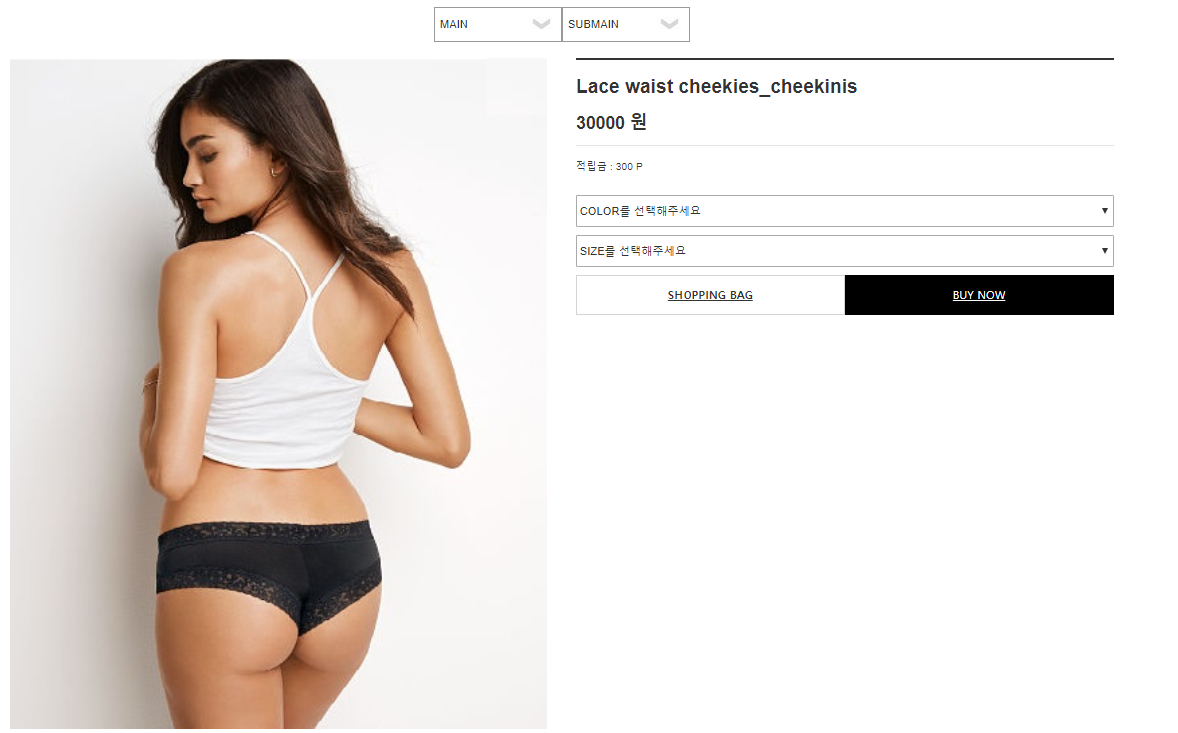 MAIN
SUBMAIN
Lace waist cheekies_cheekinis
30000 원
적립금 : 300 P
COLOR를 선택해주세요
SIZE를 선택해주세요
SHOPPING BAG
BUY NOW